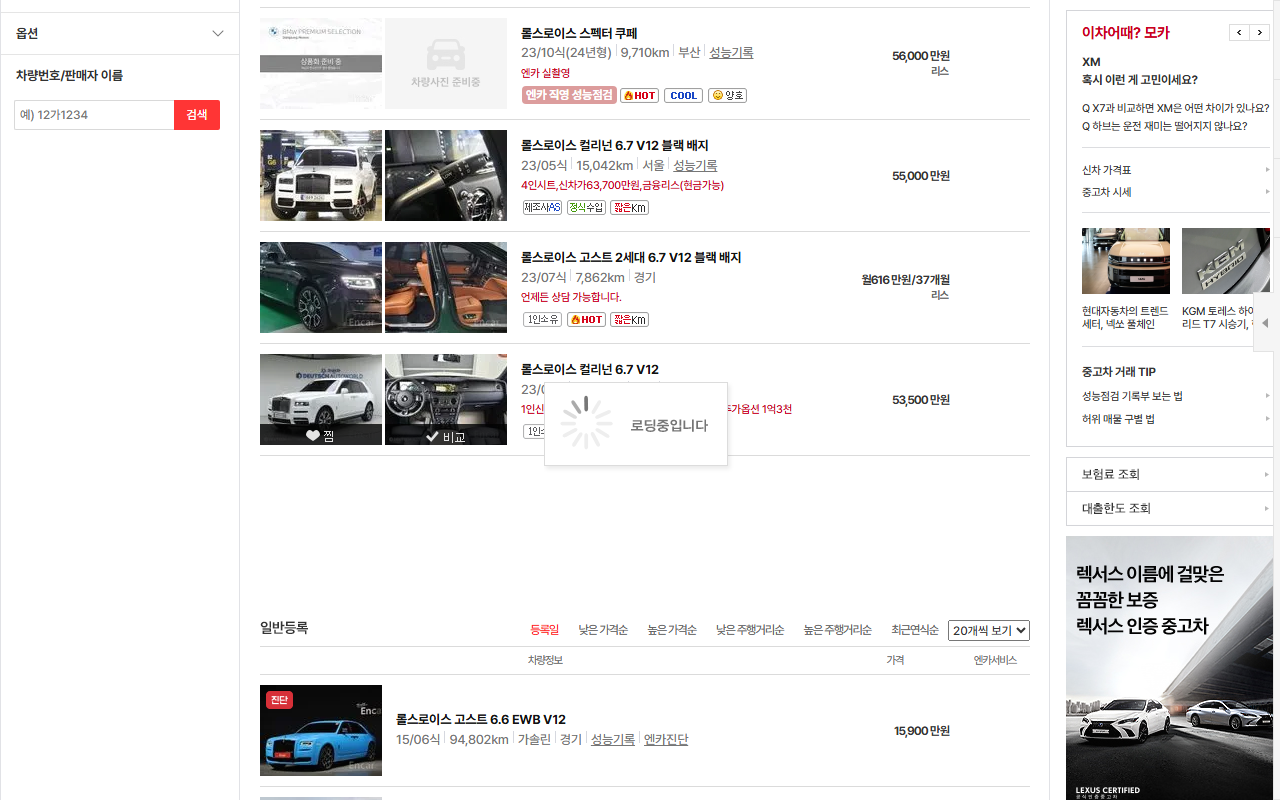 옵션
차량번호/판매자 이름
예) 12가1234
검색
BMW PREMIUM SELECTION
상품화 준비 중
차량사진 준비중
롤스로이스 스펙터 쿠페
23/10식(24년형) 9,710km 부산 성능기록
엔카 실촬영
엔카 직영 성능점검 HOT COOL 양호
56,000만원
리스
롤스로이스 컬리넌 6.7 V12 블랙 배지
23/05식 15,042km 서울 성능기록
4인시트,신차가63,700만원,금융리스(현금가능)
제조사AS 정식수입 짧은Km
55,000만원
롤스로이스 고스트 2세대 6.7 V12 블랙 배지
23/07식 7,862km 경기
언제든 상담 가능합니다.
1인소유 HOT 짧은Km
월616만원/37개월
리스
Encar
롤스로이스 컬리넌 6.7 V12
DEUTSCH AUTOWORLD
찜
비교
53,500만원
로딩중입니다
일반등록
등록일 낮은 가격순 높은 가격순 낮은 주행거리순 높은 주행거리순 최근연식순 20개씩 보기
차량정보 가격 엔카서비스
진단
Encar
롤스로이스 고스트 6.6 EWB V12
15/06식 94,802km 가솔린 경기 성능기록 엔카진단
15,900만원
이차어때? 모카
XM
혹시 이런 게 고민이세요?
Q X7과 비교하면 XM은 어떤 차이가 있나요?
Q 하브는 운전 재미는 떨어지지 않나요?
신차 가격표
중고차 시세
KGM
HYBRID
현대자동차의 트렌드
세터, 넥쏘 풀체인
KGM 토레스 하이
리드 T7 시승기,
중고차 거래 TIP
성능점검 기록부 보는 법
허위 매물 구별 법
보험료 조회
대출한도 조회
렉서스 이름에 걸맞은
꼼꼼한 보증
렉서스 인증 중고차
LEXUS CERTIFIED
공식인증중고차